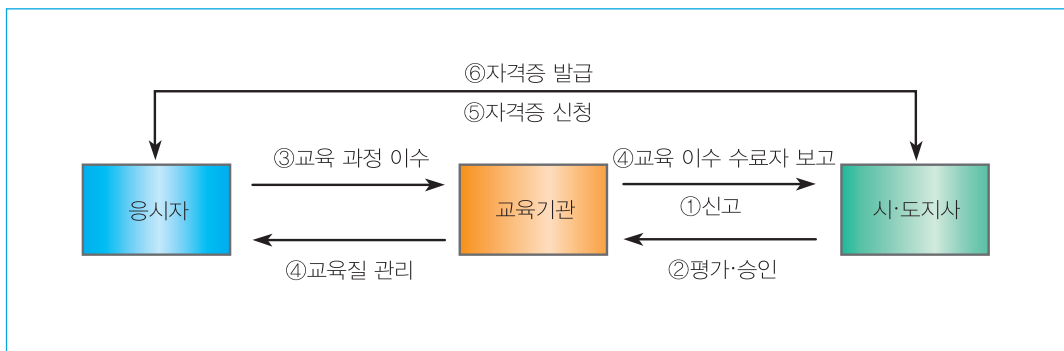 ⑥자격증 발급
⑤자격증 신청
③교육 과정 이수
④교육 이수 수료자 보고
응시자
교육기관
①신고
시·도지사
④교육질 관리
②평가·승인